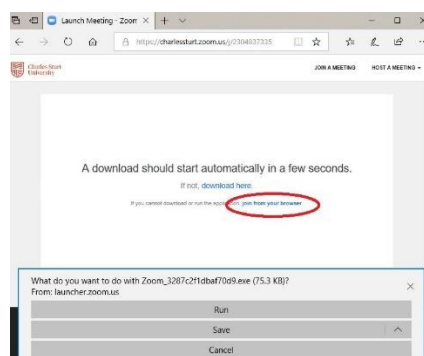 Launch Meeting - Zoom
https://charlessturt.zoom.us/j/2304937335
Charles Sturt
University
JOIN A MEETING HOST A MEETING
A download should start automatically in a few seconds.
If not, download here.
If you cannot download or run the application, join from your browser.
What do you want to do with Zoom_3287c2f1dbaf70d9.exe (75.3 KB)?
From: launcher.zoom.us
Run
Save
Cancel